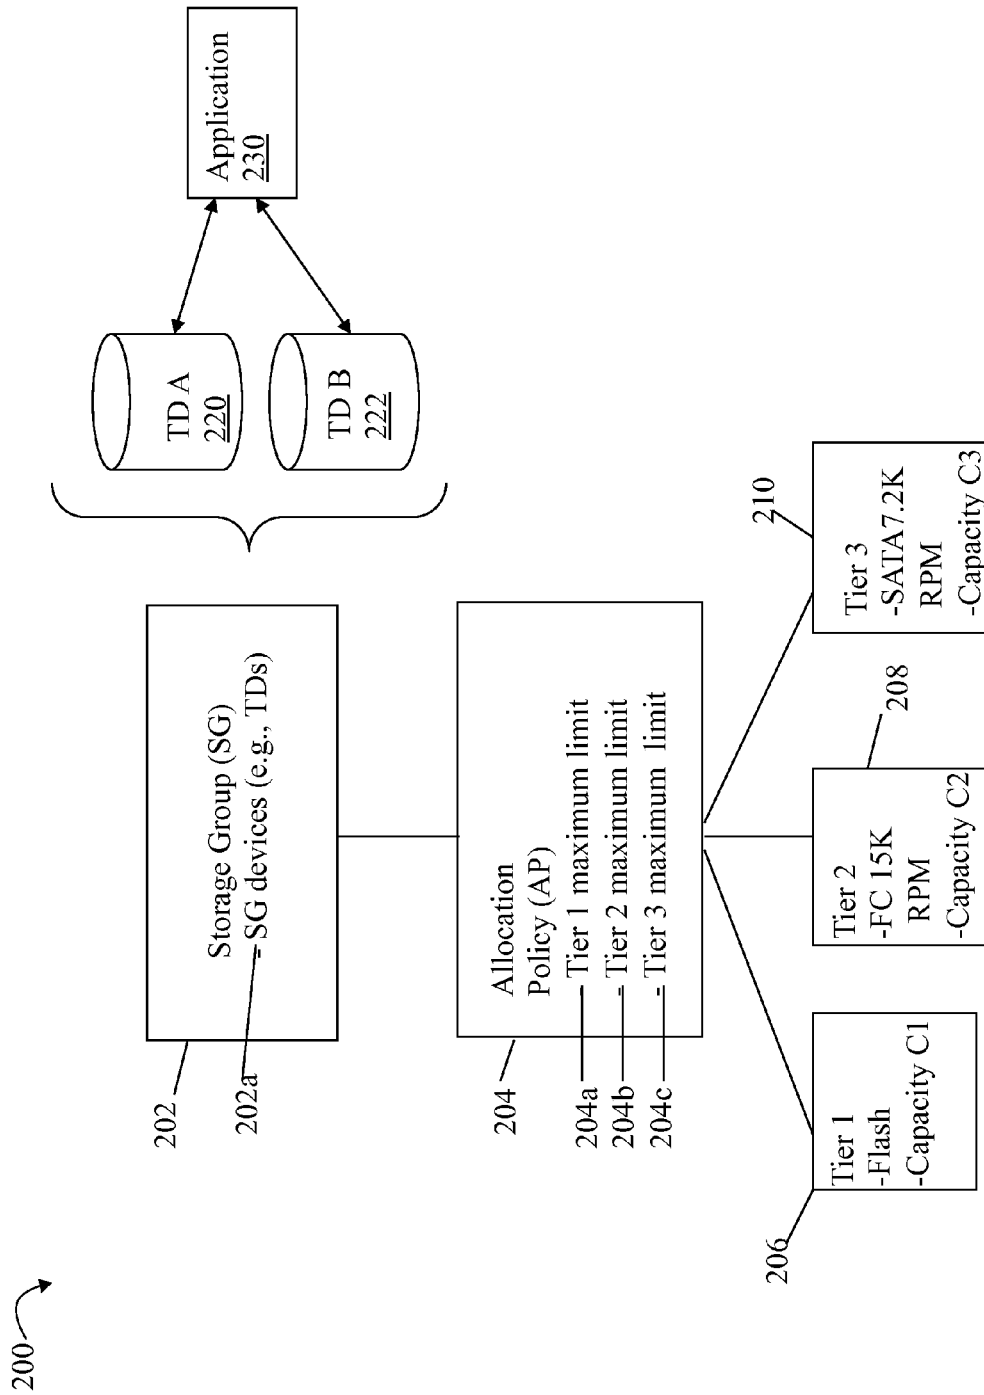 200
202
202a
Storage Group (SG)
- SG devices (e.g., TDs)
TD A
220
TD B
222
Application
230
204
204a
204b
204c
Allocation
Policy (AP)
- Tier 1 maximum limit
- Tier 2 maximum limit
- Tier 3 maximum limit
206
Tier 1
-Flash
-Capacity C1
208
Tier 2
-FC 15K
RPM
-Capacity C2
210
Tier 3
-SATA7.2K
RPM
-Capacity C3